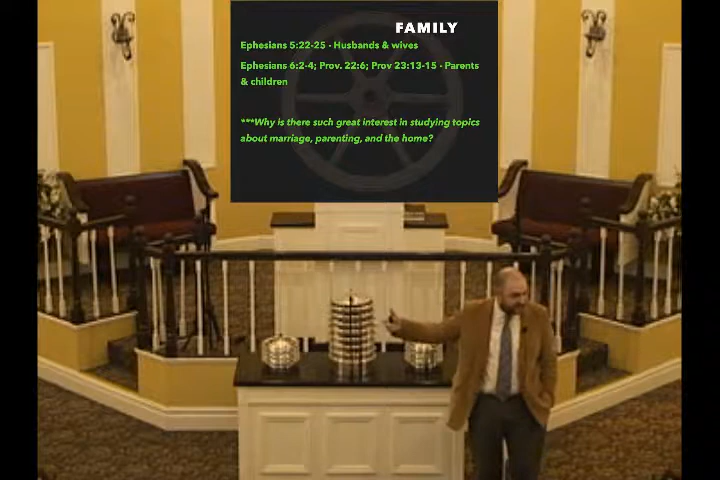 FAMILY
Ephesians 5:22-25 - Husbands & wives
Ephesians 6:2-4; Prov. 22:6; Prov 23:13-15 - Parents
& children
***Why is there such great interest in studying topics
about marriage, parenting, and the home?